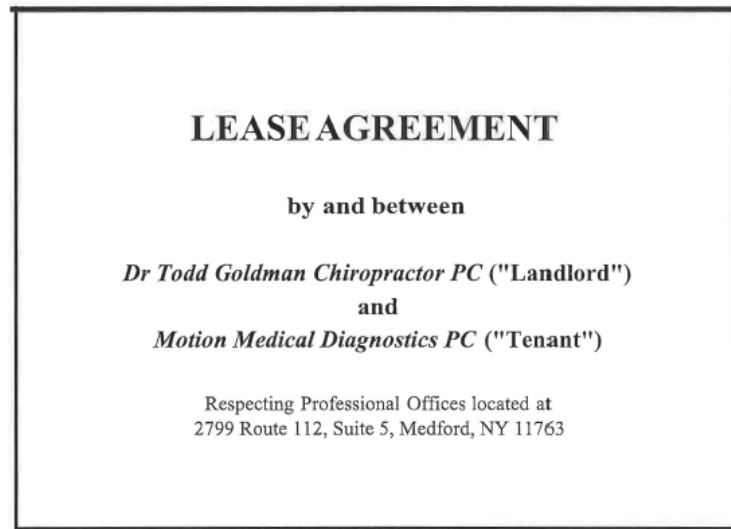 LEASE AGREEMENT
by and between
Dr Todd Goldman Chiropractor PC ("Landlord")
and
Motion Medical Diagnostics PC ("Tenant")
Respecting Professional Offices located at
2799 Route 112, Suite 5, Medford, NY 11763